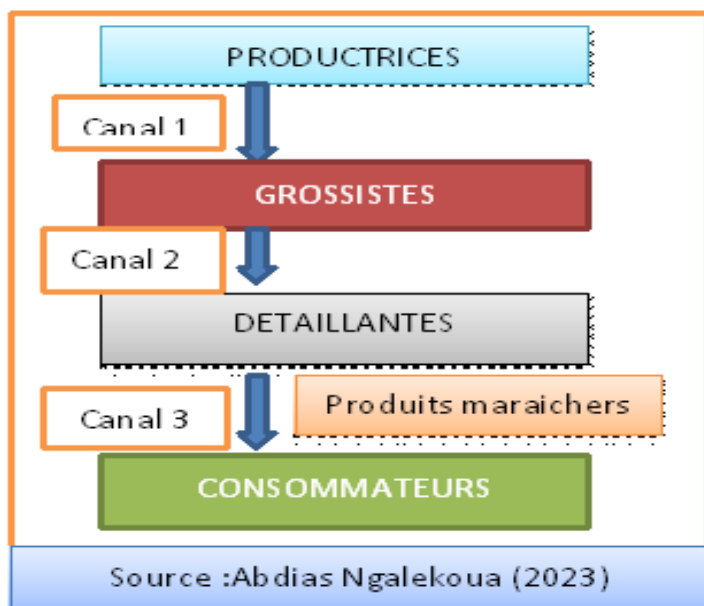 PRODUCTRICES
Canal 1
GROSSISTES
Canal 2
DETAILLANTES
Produits maraichers
Canal 3
CONSOMMATEURS
Source :Abdias Ngalekoua (2023)